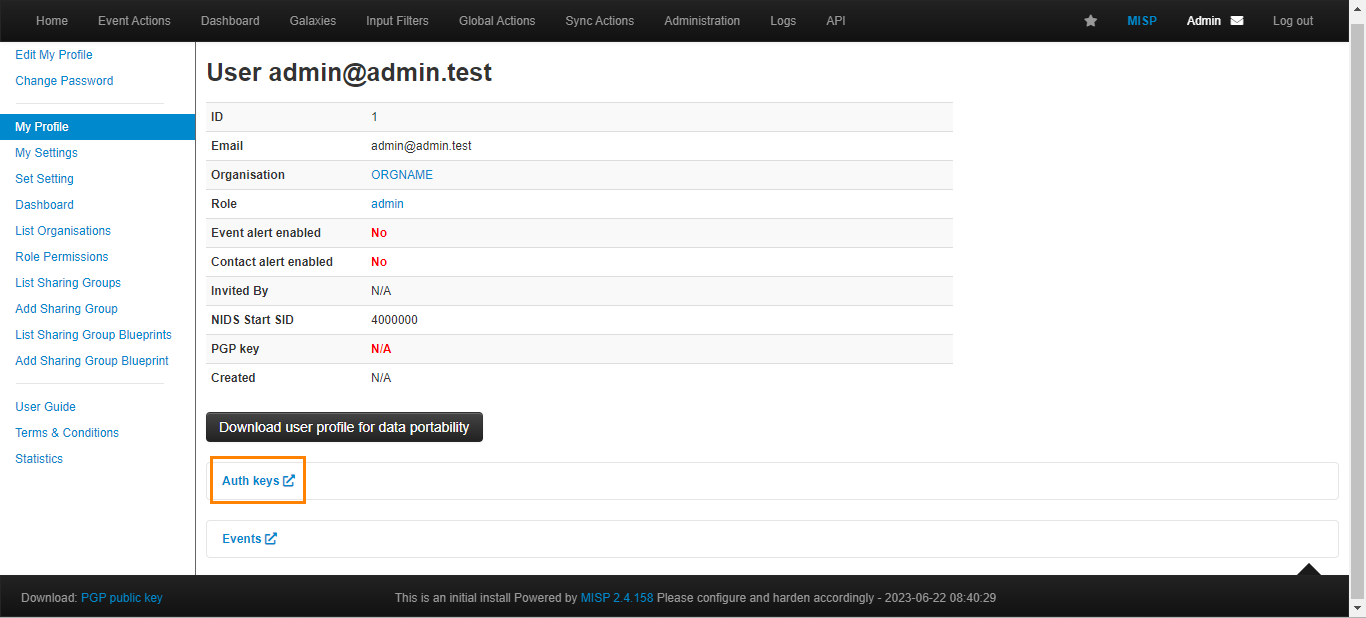 Home Event Actions Dashboard Galaxies Input Filters Global Actions Sync Actions Administration Logs API MISP Admin Log out
Edit My Profile
Change Password
My Profile
My Settings
Set Setting
Dashboard
List Organisations
Role Permissions
List Sharing Groups
Add Sharing Group
List Sharing Group Blueprints
Add Sharing Group Blueprint
User Guide
Terms & Conditions
Statistics
User admin@admin.test
ID 1
Email admin@admin.test
Organisation ORGNAME
Role admin
Event alert enabled No
Contact alert enabled No
Invited By N/A
NIDS Start SID 4000000
PGP key N/A
Created N/A
Download user profile for data portability
Auth keys
Events
Download: PGP public key This is an initial install Powered by MISP 2.4.158 Please configure and harden accordingly - 2023-06-22 08:40:29